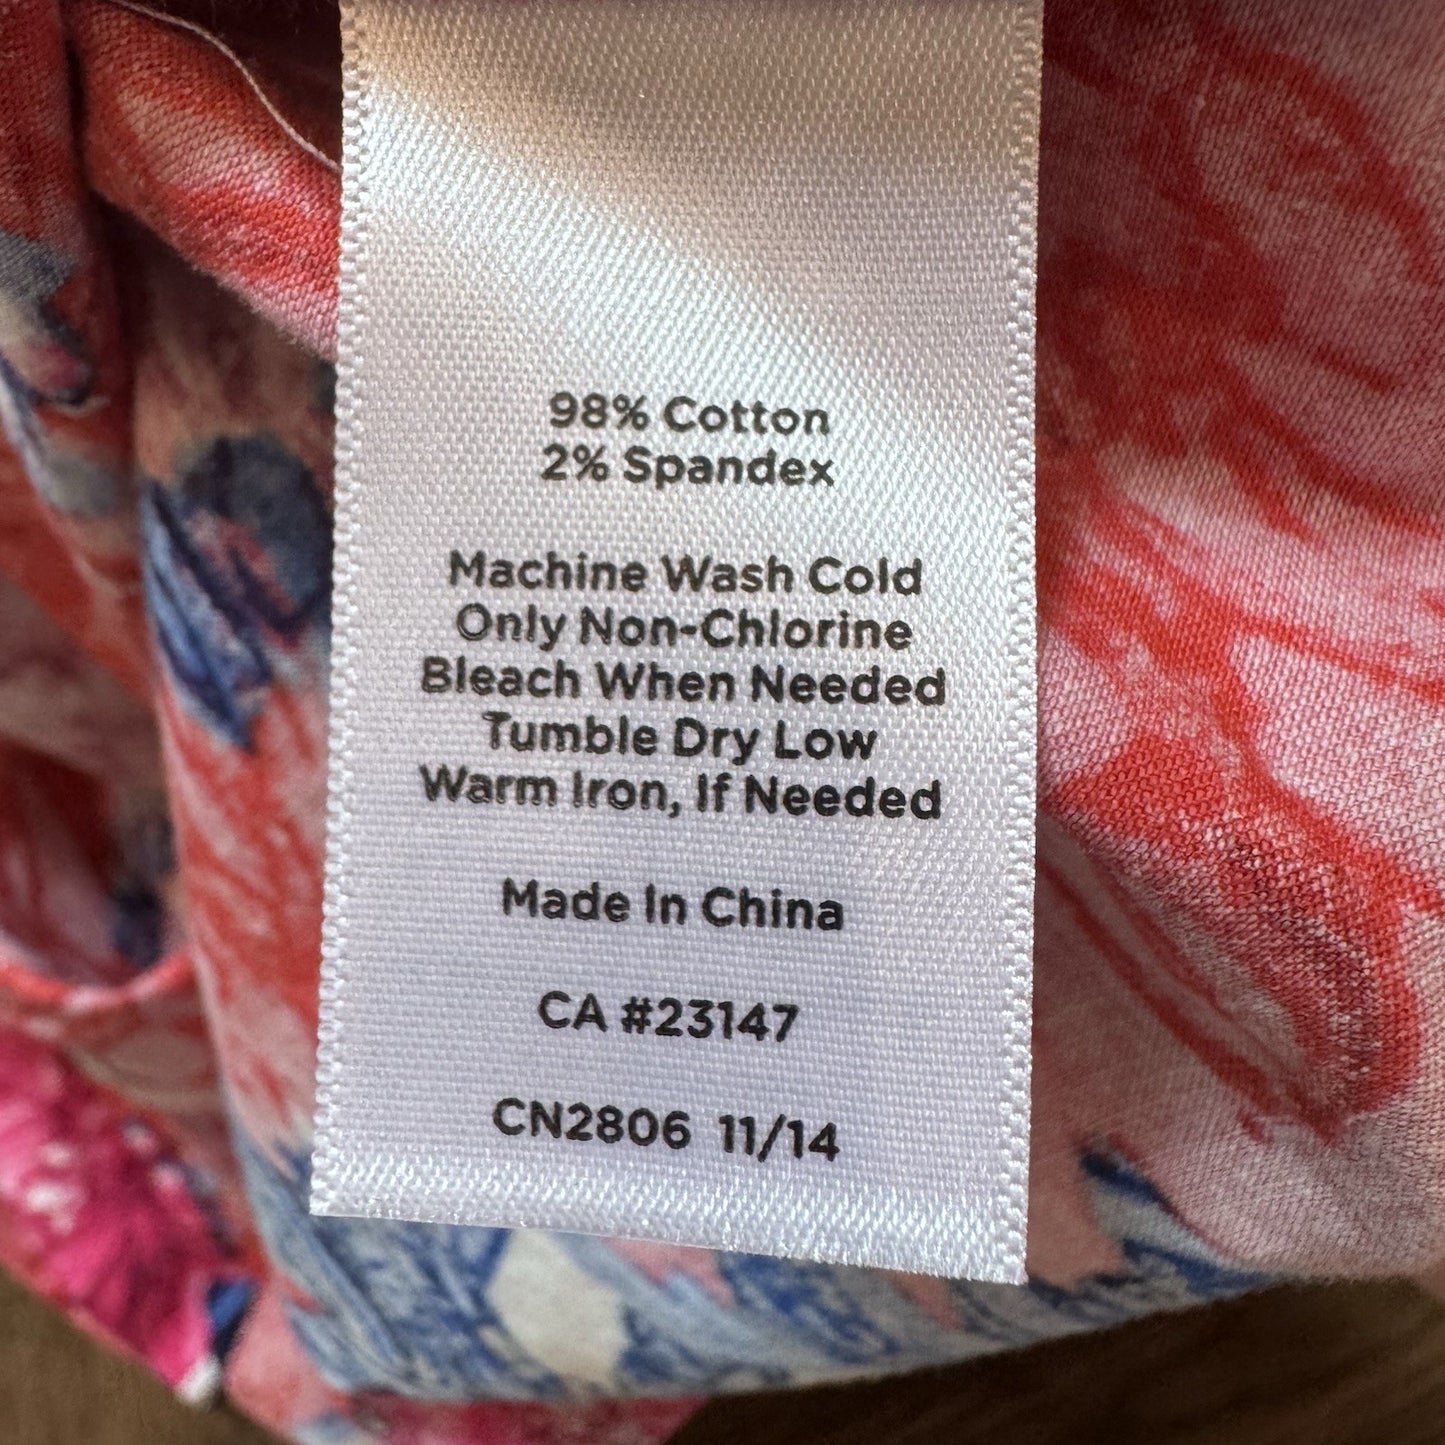 98% Cotton
2% Spandex
Machine Wash Cold
Only Non-Chlorine
Bleach When Needed
Tumble Dry Low
Warm Iron, If Needed
Made In China
CA #23147
CN2806 11/14